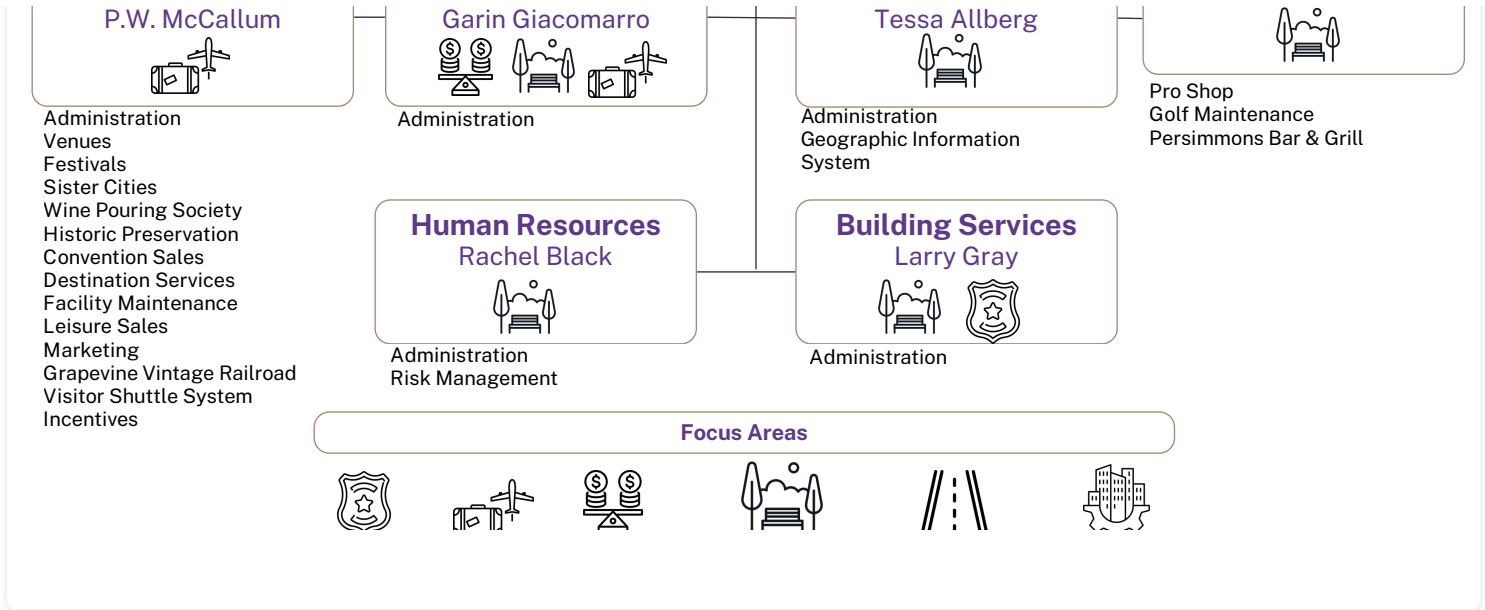 P.W. McCallum
Administration
Venues
Festivals
Sister Cities
Wine Pouring Society
Historic Preservation
Convention Sales
Destination Services
Facility Maintenance
Leisure Sales
Marketing
Grapevine Vintage Railroad
Visitor Shuttle System
Incentives
Garin Giacomarro
Administration
Tessa Allberg
Administration
Geographic Information
System
Pro Shop
Golf Maintenance
Persimmons Bar & Grill
Human Resources
Rachel Black
Administration
Risk Management
Building Services
Larry Gray
Administration
Focus Areas